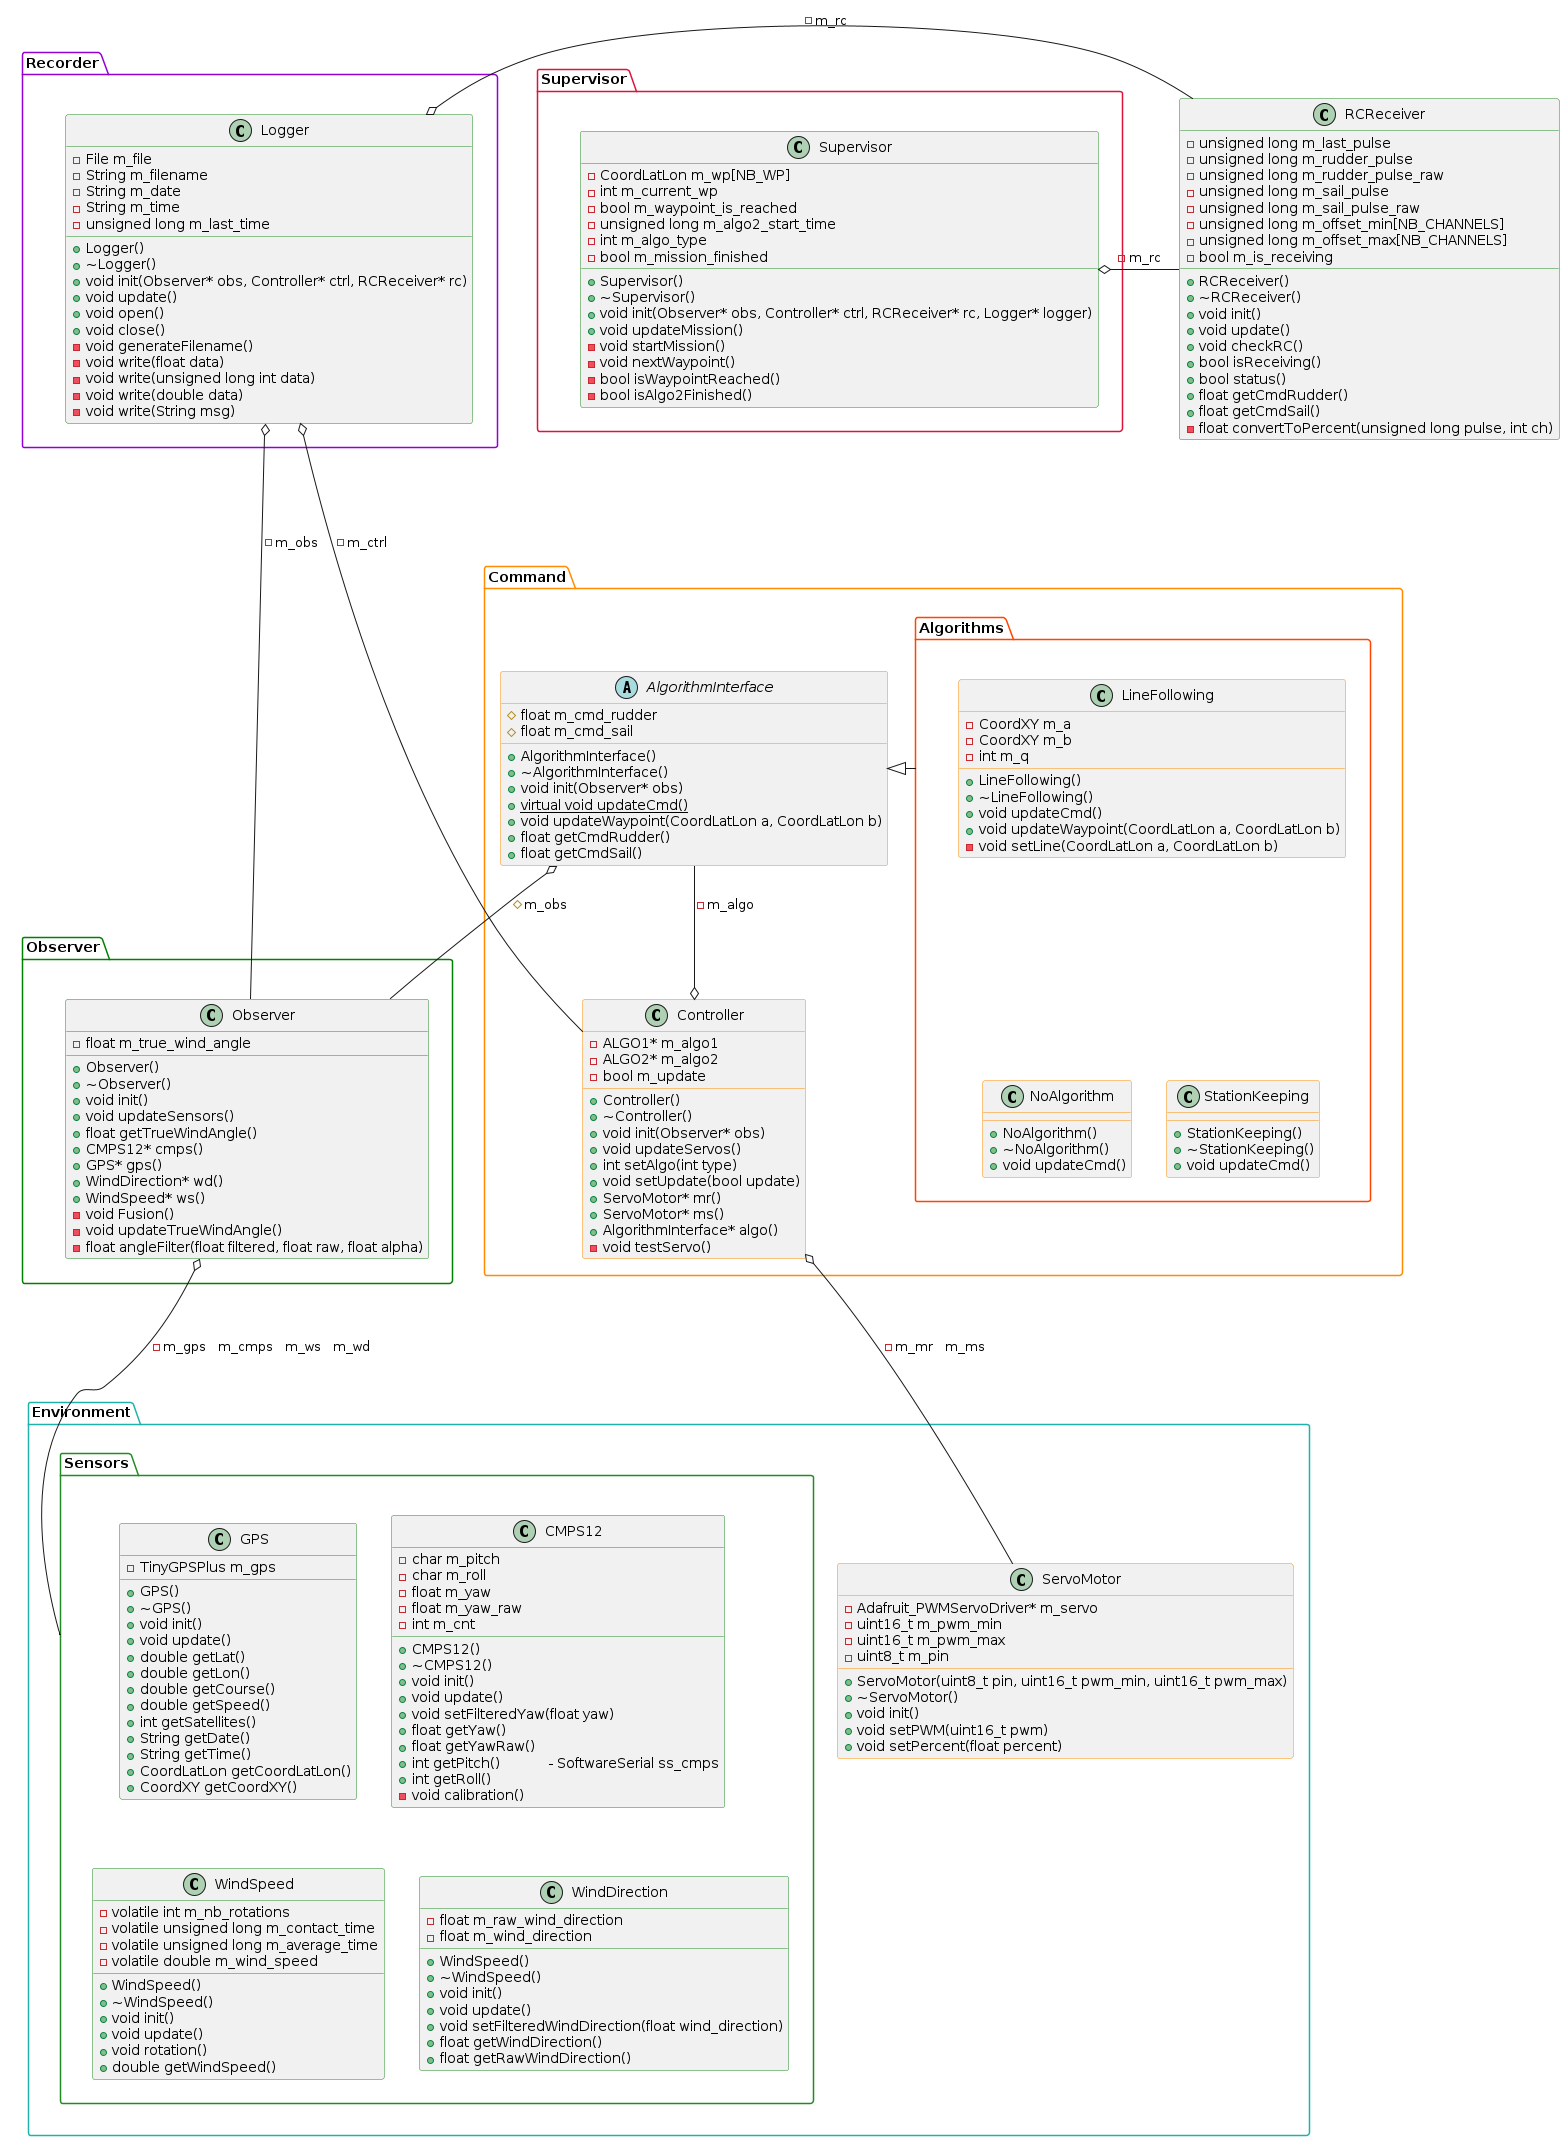 m_rc
Recorder
Logger
File m_file
String m_filename
String m_date
String m_time
unsigned long m_last_time
Logger()
~Logger()
void init(Observer* obs, Controller* ctrl, RCReceiver* rc)
void update()
void open()
void close()
void generateFilename()
void write(float data)
void write(unsigned long int data)
void write(double data)
void write(String msg)
Supervisor
Supervisor
CoordLatLon m_wp[NB_WP]
int m_current_wp
bool m_waypoint_is_reached
unsigned long m_algo2_start_time
int m_algo_type
bool m_mission_finished
Supervisor()
~Supervisor()
void init(Observer* obs, Controller* ctrl, RCReceiver* rc, Logger* logger)
void updateMission()
void startMission()
void nextWaypoint()
bool isWaypointReached()
bool isAlgo2Finished()
m_rc
RCReceiver
unsigned long m_last_pulse
unsigned long m_rudder_pulse
unsigned long m_rudder_pulse_raw
unsigned long m_sail_pulse
unsigned long m_sail_pulse_raw
unsigned long m_offset_min[NB_CHANNELS]
unsigned long m_offset_max[NB_CHANNELS]
bool m_is_receiving
RCReceiver()
~RCReceiver()
void init()
void update()
void checkRC()
bool isReceiving()
bool status()
float getCmdRudder()
float getCmdSail()
float convertToPercent(unsigned long pulse, int ch)
m_obs
m_ctrl
Command
AlgorithmInterface
float m_cmd_rudder
float m_cmd_sail
AlgorithmInterface()
~AlgorithmInterface()
void init(Observer* obs)
virtual void updateCmd()
void updateWaypoint(CoordLatLon a, CoordLatLon b)
float getCmdRudder()
float getCmdSail()
Algorithms
LineFollowing
CoordXY m_a
CoordXY m_b
int m_q
LineFollowing()
~LineFollowing()
void updateCmd()
void updateWaypoint(CoordLatLon a, CoordLatLon b)
void setLine(CoordLatLon a, CoordLatLon b)
m_obs
m_algo
Observer
Observer
float m_true_wind_angle
Observer()
~Observer()
void init()
void updateSensors()
float getTrueWindAngle()
CMPS12* cmps()
GPS* gps()
WindDirection* wd()
WindSpeed* ws()
void Fusion()
void updateTrueWindAngle()
float angleFilter(float filtered, float raw, float alpha)
Controller
ALGO1* m_algo1
ALGO2* m_algo2
bool m_update
Controller()
~Controller()
void init(Observer* obs)
void updateServos()
int setAlgo(int type)
void setUpdate(bool update)
ServoMotor* mr()
ServoMotor* ms()
AlgorithmInterface* algo()
void testServo()
NoAlgorithm
NoAlgorithm()
~NoAlgorithm()
void updateCmd()
StationKeeping
StationKeeping()
~StationKeeping()
void updateCmd()
m_gps m_cmps m_ws m_wd
m_mr m_ms
Environment
Sensors
GPS
TinyGPSPlus m_gps
GPS()
~GPS()
void init()
void update()
double getLat()
double getLon()
double getCourse()
double getSpeed()
int getSatellites()
String getDate()
String getTime()
CoordLatLon getCoordLatLon()
CoordXY getCoordXY()
CMPS12
char m_pitch
char m_roll
float m_yaw
float m_yaw_raw
int m_cnt
CMPS12()
~CMPS12()
void init()
void update()
void setFilteredYaw(float yaw)
float getYaw()
float getYawRaw()
int getPitch() - SoftwareSerial ss_cmps
int getRoll()
void calibration()
ServoMotor
Adafruit_PWMServoDriver* m_servo
uint16_t m_pwm_min
uint16_t m_pwm_max
uint8_t m_pin
ServoMotor(uint8_t pin, uint16_t pwm_min, uint16_t pwm_max)
~ServoMotor()
void init()
void setPWM(uint16_t pwm)
void setPercent(float percent)
WindSpeed
volatile int m_nb_rotations
volatile unsigned long m_contact_time
volatile unsigned long m_average_time
volatile double m_wind_speed
WindSpeed()
~WindSpeed()
void init()
void update()
void rotation()
double getWindSpeed()
WindDirection
float m_raw_wind_direction
float m_wind_direction
WindSpeed()
~WindSpeed()
void init()
void update()
void setFilteredWindDirection(float wind_direction)
float getWindDirection()
float getRawWindDirection()